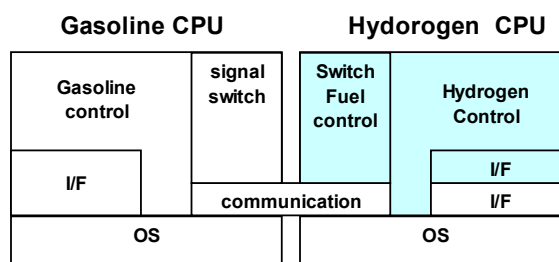 Gasoline CPU
Hydorogen CPU
Gasoline
control
signal
switch
Switch
Fuel
control
Hydrogen
Control
I/F
I/F
I/F
communication
OS
OS